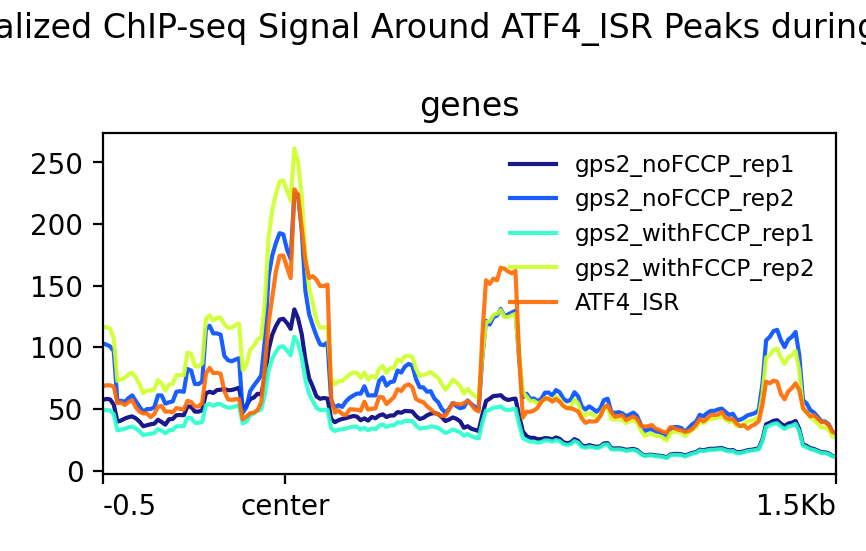 alized ChIP-seq Signal Around ATF4_ISR Peaks during
genes
250
200
150
100
50
0
gps2_noFCCP_rep1
gps2_noFCCP_rep2
gps2_withFCCP_rep1
gps2_withFCCP_rep2
ATF4_ISR
-0.5
center
1.5Kb